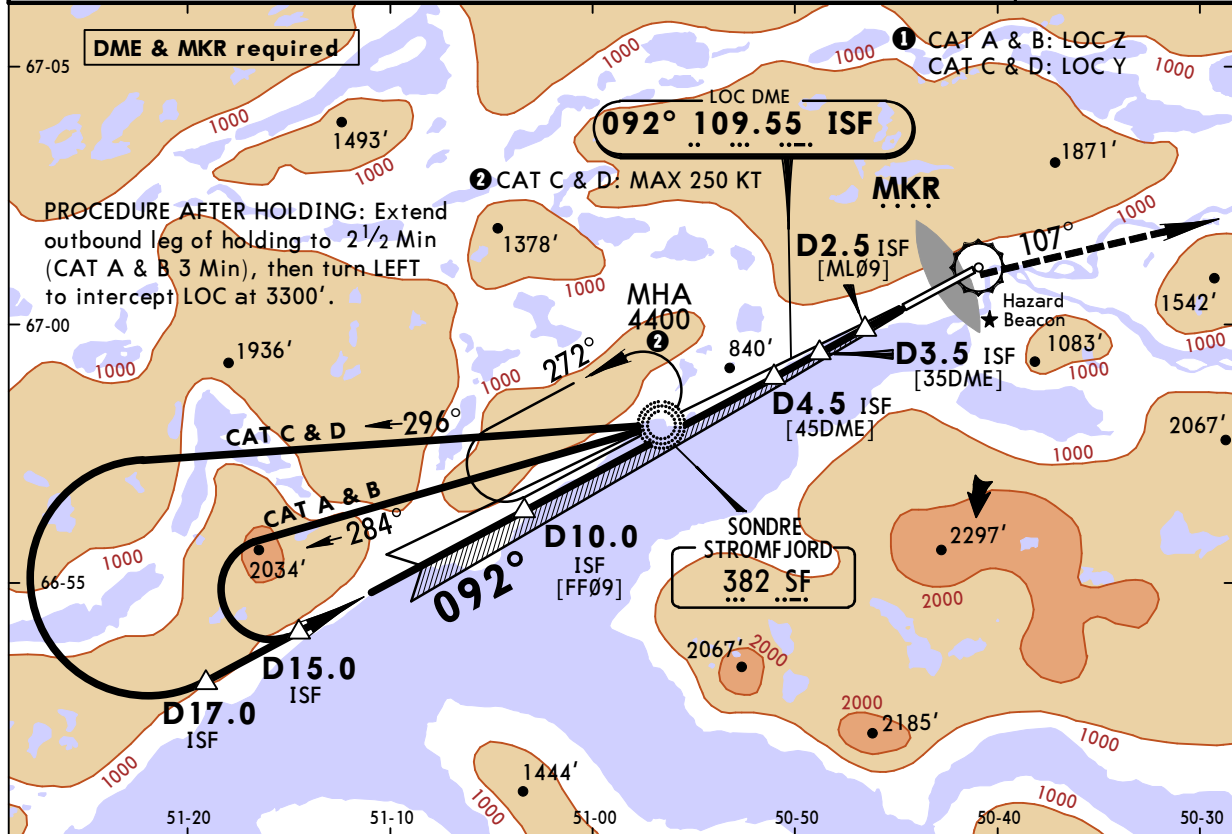 DME & MKR required
❶ CAT A & B: LOC Z
CAT C & D: LOC Y
67-05
1000
1000
1000
1000
LOC DME
092° 109.55 ISF
1493'
1000
1871'
❷ CAT C & D: MAX 250 KT
MKR
PROCEDURE AFTER HOLDING: Extend
outbound leg of holding to 2 1/2 Min
(CAT A & B 3 Min), then turn LEFT
to intercept LOC at 3300'.
1000
107°
1378'
D2.5 ISF
[MLØ9]
1000
MHA
4400
❷
1542'
Hazard
Beacon
67-00
1936'
1000
272°
840'
D3.5 ISF
[35DME]
1083'
1000
1000
1000
D4.5 ISF
[45DME]
296°
CAT C & D
2067'
1000
CAT A & B
284°
D10.0
ISF
[FFØ9]
SONDRE
STROMFJORD
382 SF
2297'
2000
1000
2034'
66-55
092°
2067'
2000
D15.0
ISF
D17.0
ISF
2000
2185'
1000
1000
1444'
1000
1000
51-20
51-10
51-00
50-50
50-40
50-30